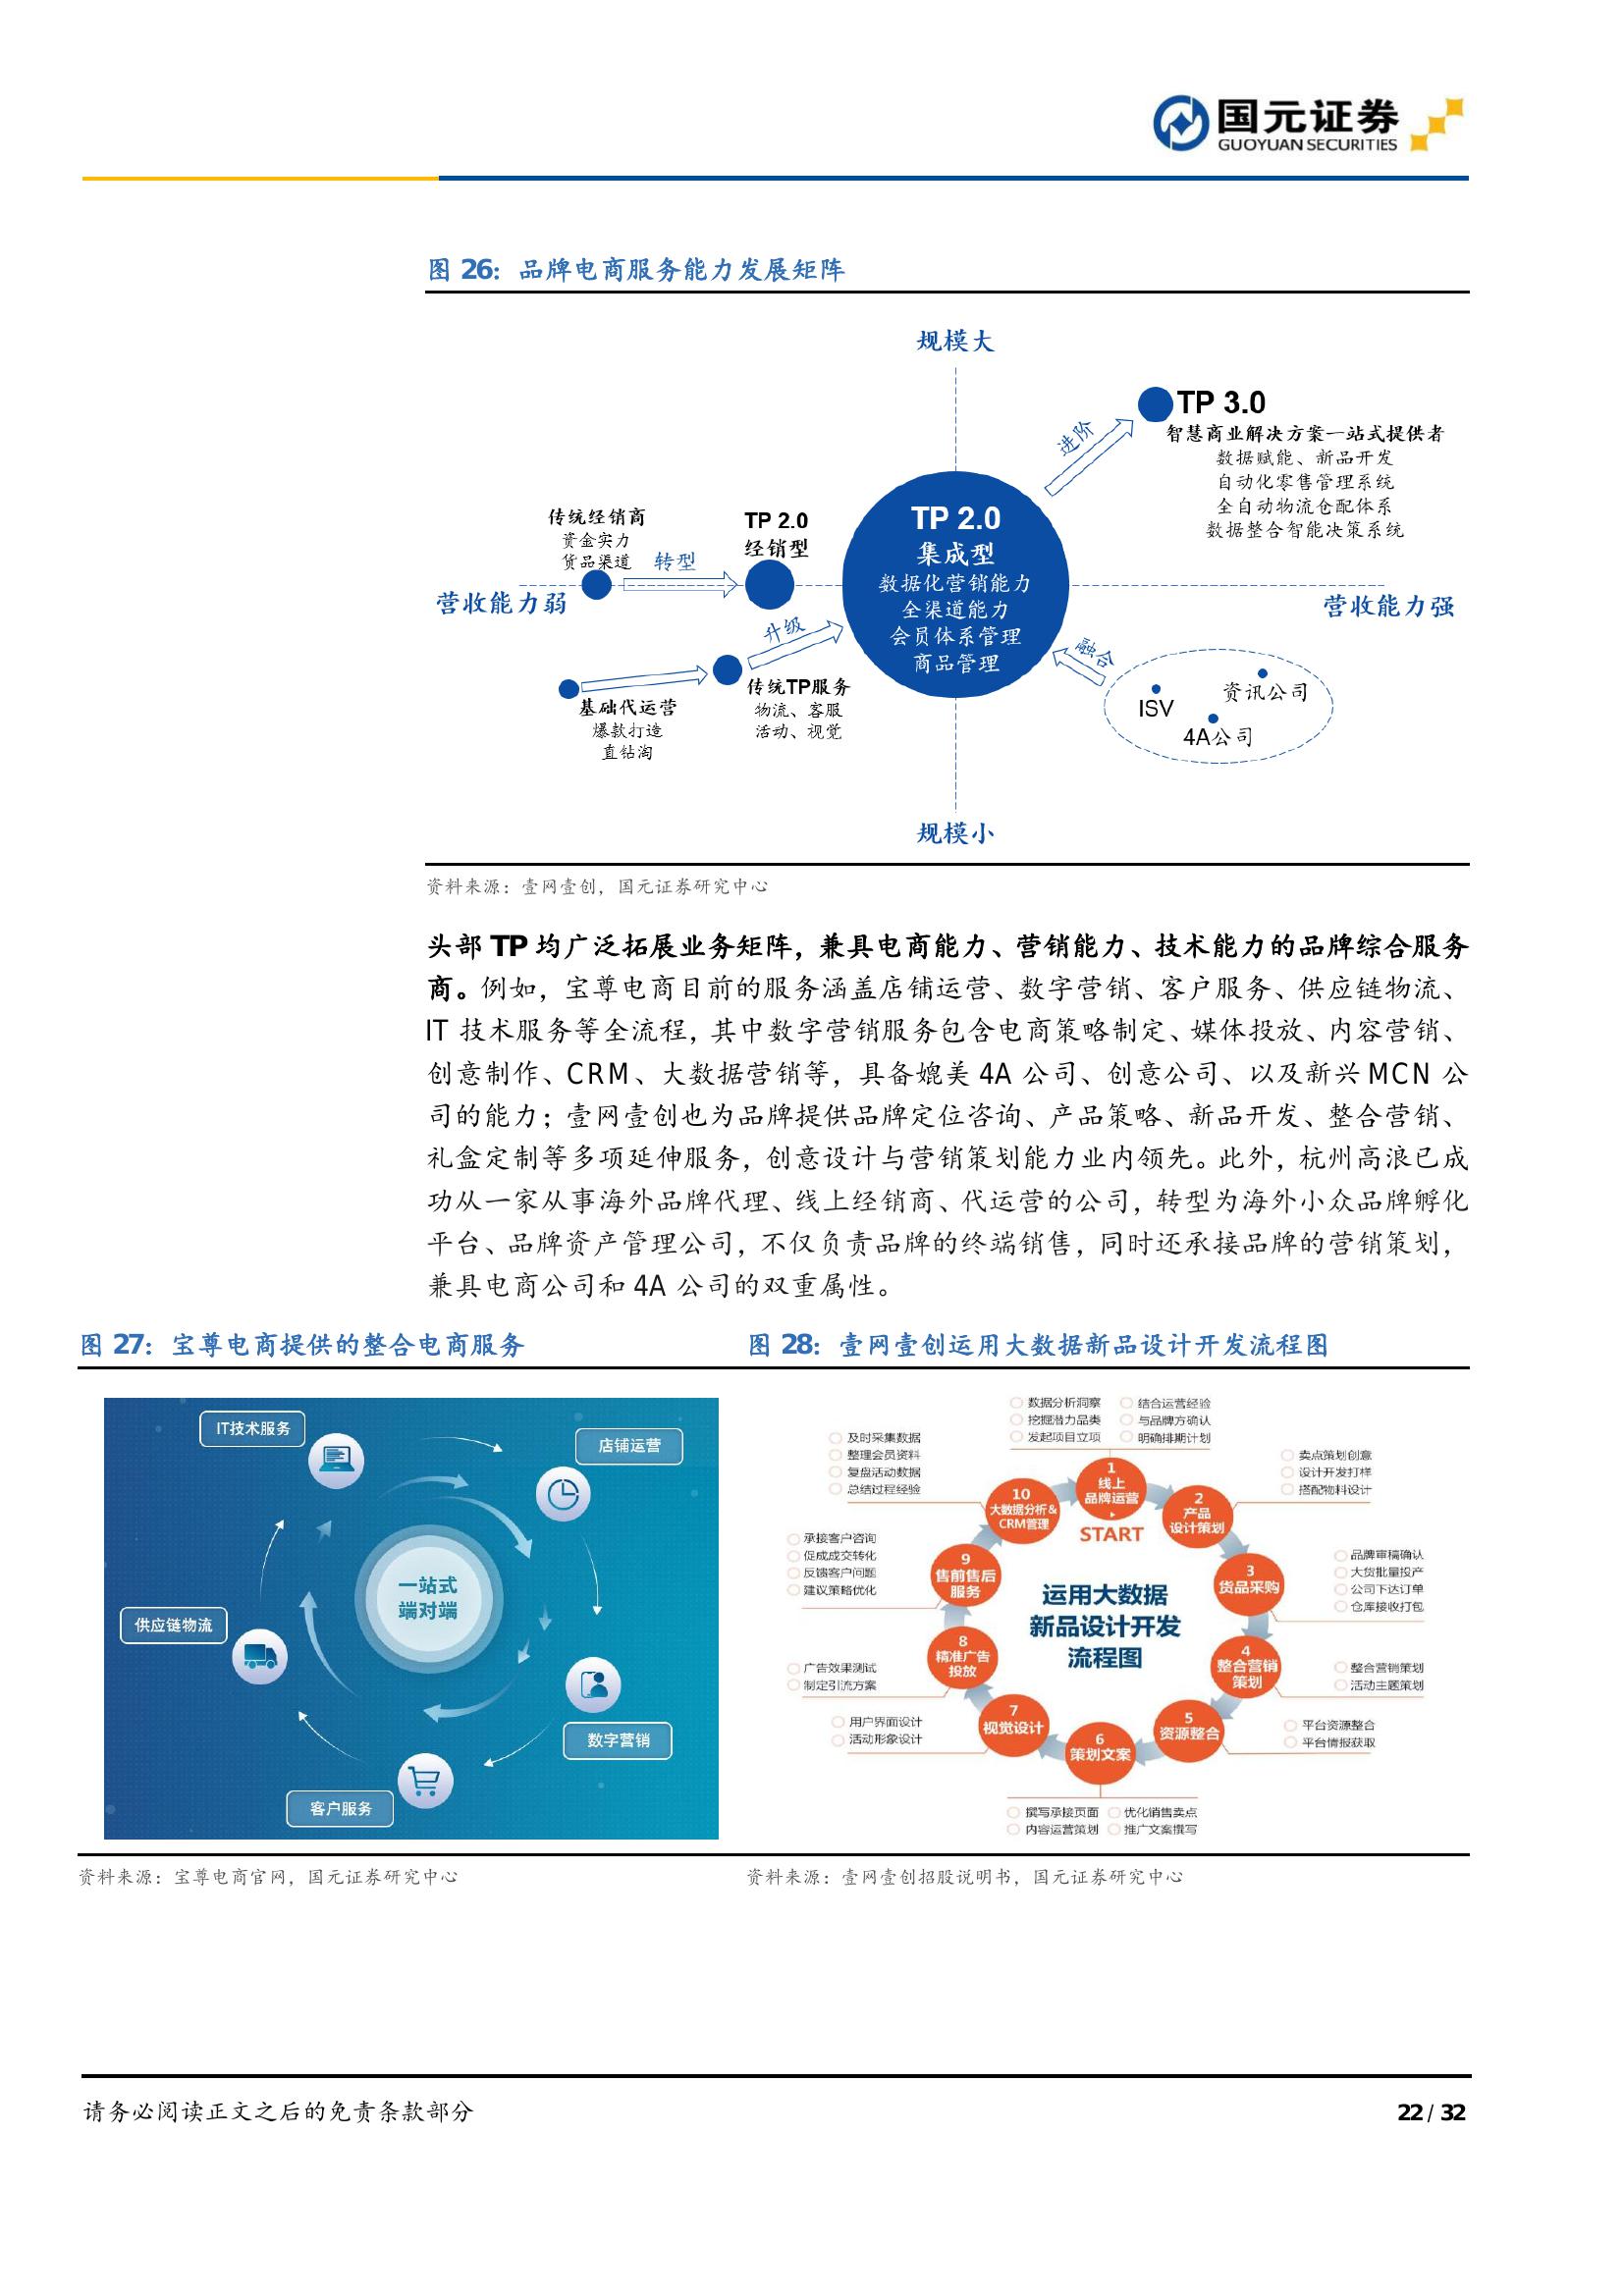 国元证券
GUOYUAN SECURITIES
图 26：品牌电商服务能力发展矩阵
规模大
TP 3.0
智慧商业解决方案一站式提供者
数据赋能、新品开发
自动化零售管理系统
全自动物流仓配体系
数据整合智能决策系统
进阶
传统经销商
资金实力
货品渠道
转型
TP 2.0
经销型
TP 2.0
集成型
数据化营销能力
全渠道能力
会员体系管理
商品管理
营收能力弱
营收能力强
升级
融合
基础代运营
爆款打造
直钻淘
传统TP服务
物流、客服
活动、视觉
ISV
资讯公司
4A公司
规模小
资料来源：壹网壹创，国元证券研究中心
头部 TP 均广泛拓展业务矩阵，兼具电商能力、营销能力、技术能力的品牌综合服务
商。例如，宝尊电商目前的服务涵盖店铺运营、数字营销、客户服务、供应链物流、
IT 技术服务等全流程，其中数字营销服务包含电商策略制定、媒体投放、内容营销、
创意制作、CRM、大数据营销等，具备媲美 4A 公司、创意公司、以及新兴 MCN 公
司的能力；壹网壹创也为品牌提供品牌定位咨询、产品策略、新品开发、整合营销、
礼盒定制等多项延伸服务，创意设计与营销策划能力业内领先。此外，杭州高浪已成
功从一家从事海外品牌代理、线上经销商、代运营的公司，转型为海外小众品牌孵化
平台、品牌资产管理公司，不仅负责品牌的终端销售，同时还承接品牌的营销策划，
兼具电商公司和 4A 公司的双重属性。
图 27：宝尊电商提供的整合电商服务
IT技术服务
店铺运营
一站式
端对端
供应链物流
数字营销
客户服务
资料来源：宝尊电商官网，国元证券研究中心
图 28：壹网壹创运用大数据新品设计开发流程图
数据分析洞察
挖掘潜力品类
发起项目立项
结合运营经验
与品牌方确认
明确排期计划
1
线上
品牌运营
START
卖点策划创意
设计开发打样
搭配物料设计
2
产品
设计策划
品牌审稿确认
大货批量投产
公司下达订单
仓库接收打包
3
货品采购
整合营销策划
活动主题策划
4
整合营销
策划
平台资源整合
平台情报获取
5
资源整合
撰写承接页面
内容运营策划
优化销售卖点
推广文案撰写
6
策划文案
用户界面设计
活动形象设计
7
视觉设计
广告效果测试
制定引流方案
8
精准广告
投放
承接客户咨询
促成成交转化
反馈客户问题
建议策略优化
9
售前售后
服务
及时采集数据
整理会员资料
复盘活动数据
总结过程经验
10
大数据分析&
CRM管理
运用大数据
新品设计开发
流程图
资料来源：壹网壹创招股说明书，国元证券研究中心
请务必阅读正文之后的免责条款部分
22 / 32